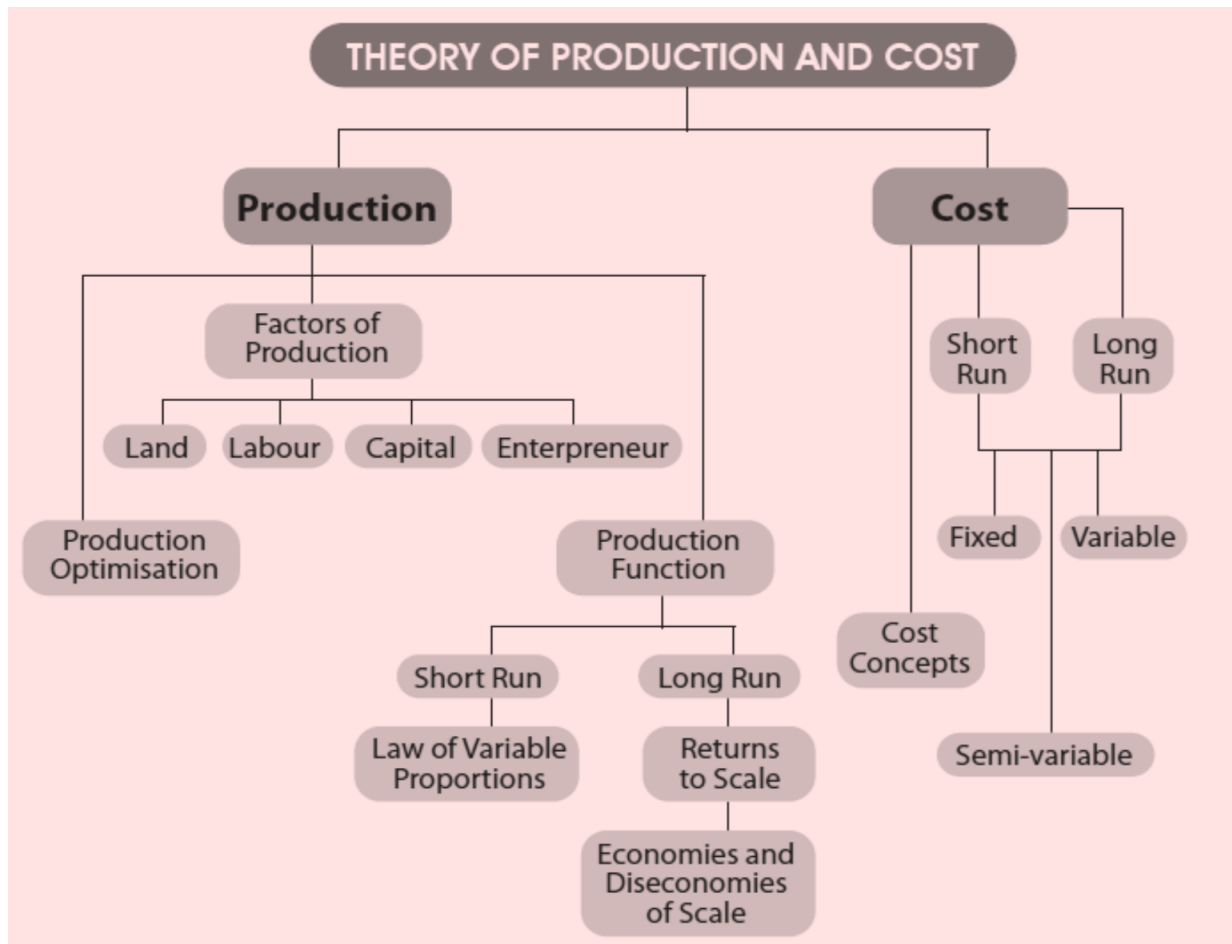 THEORY OF PRODUCTION AND COST
Production
Cost
Factors of
Production
Land
Labour
Capital
Enterpreneur
Production
Optimisation
Production
Function
Short Run
Long Run
Law of Variable
Proportions
Returns
to Scale
Economies and
Diseconomies
of Scale
Short
Run
Long
Run
Fixed
Variable
Cost
Concepts
Semi-variable